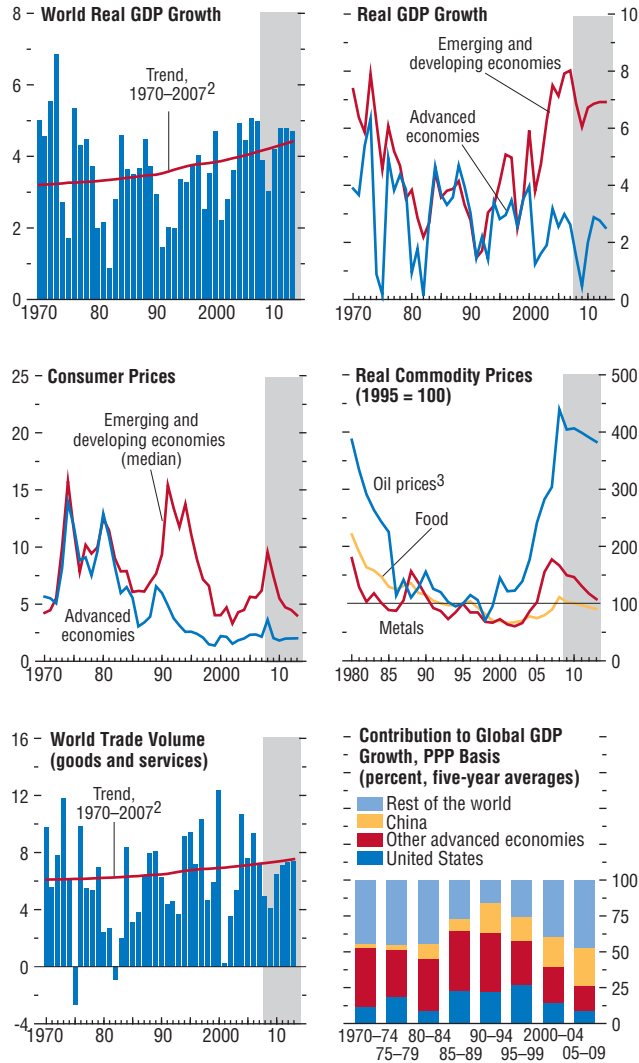 World Real GDP Growth
8
6
4
2
0
Trend,
1970–2007²
1970 80 90 2000 10
Real GDP Growth
10
8
6
4
2
0
Emerging and
developing economies
Advanced
economies
1970 80 90 2000 10
Consumer Prices
25
20
15
10
5
0
Emerging and
developing economies
(median)
Advanced
economies
1970 80 90 2000 10
Real Commodity Prices
(1995 = 100)
500
400
300
200
100
0
Oil prices³
Food
Metals
1980 85 90 95 2000 05 10
World Trade Volume
(goods and services)
16
12
8
4
0
-4
Trend,
1970–2007²
1970 80 90 2000 10
Contribution to Global GDP
Growth, PPP Basis
(percent, five-year averages)
Rest of the world
China
Other advanced economies
United States
100
75
50
25
0
1970–74 80–84 90–94 2000–04
75–79 85–89 95–99 05–09